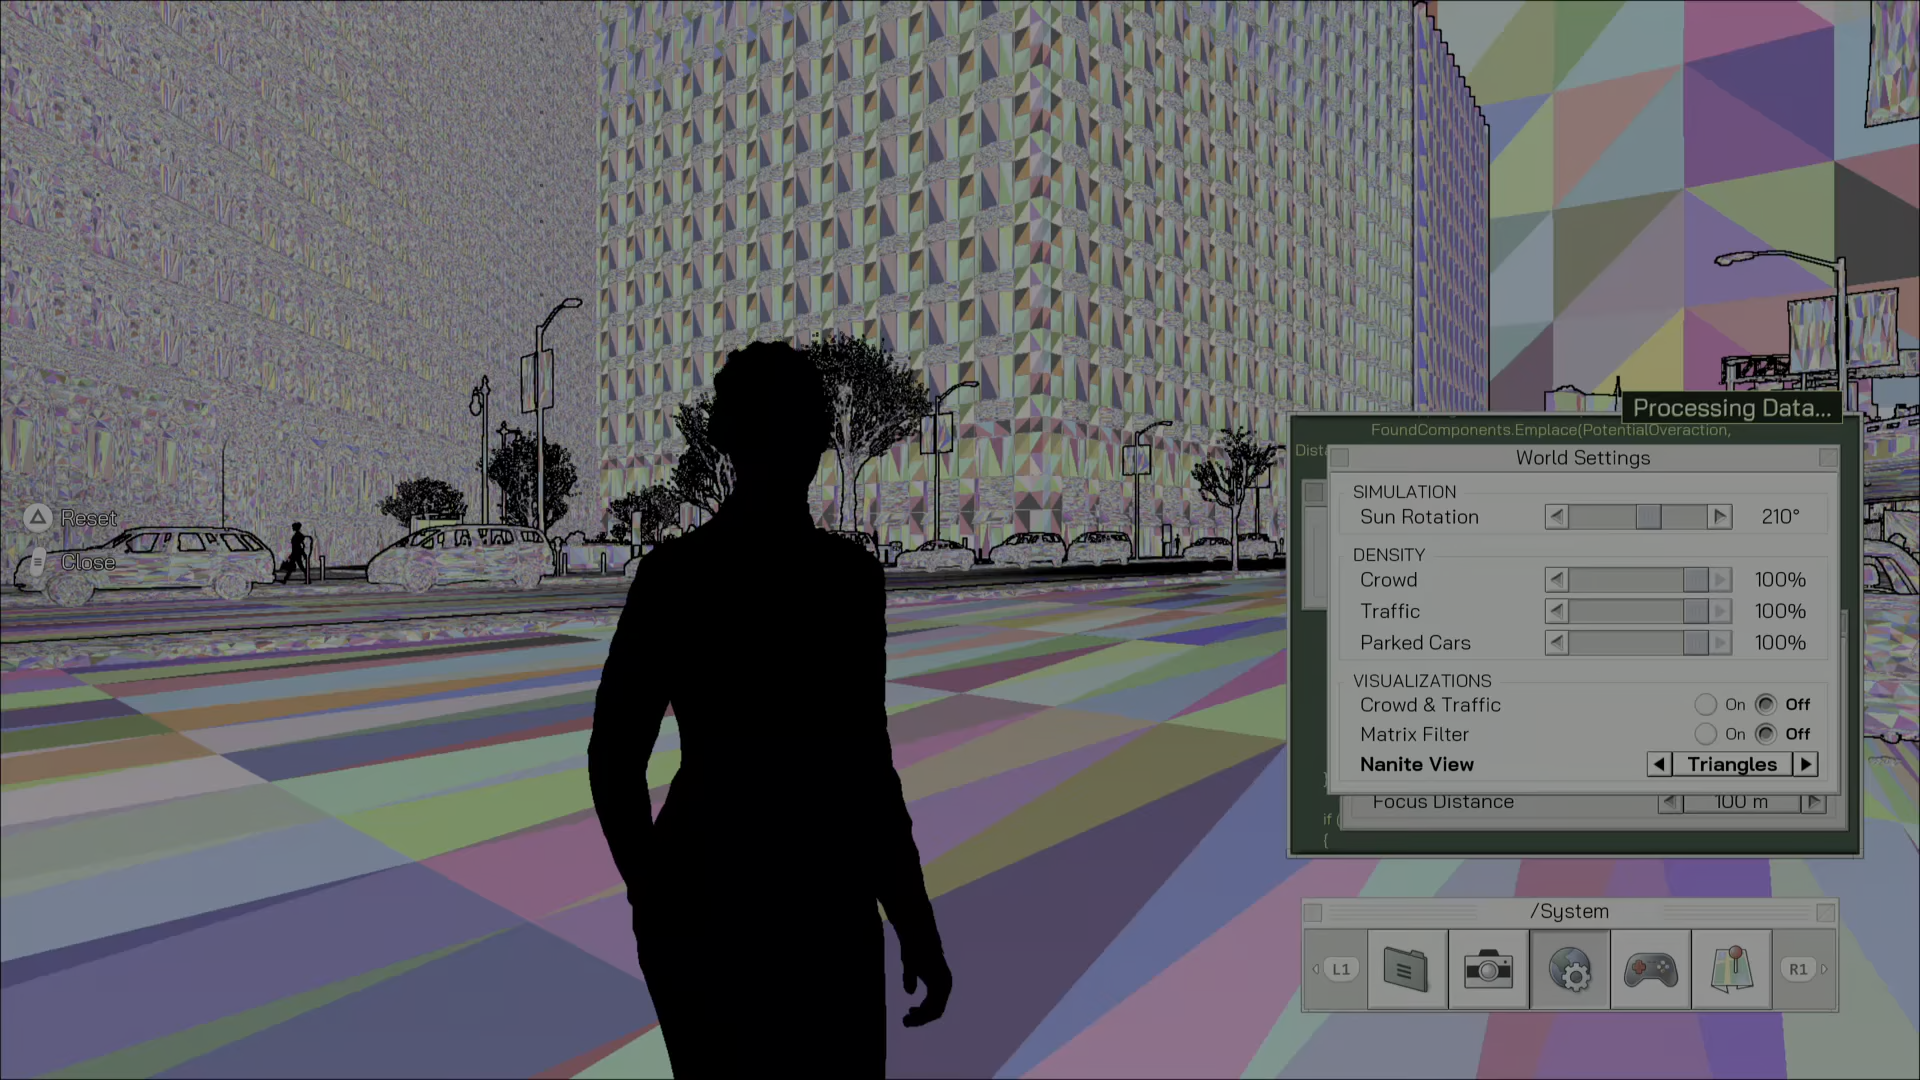 Processing Data...
FoundComponents.Emplace(PotentialOveraction,
World Settings
SIMULATION
Sun Rotation 210°
DENSITY
Crowd 100%
Traffic 100%
Parked Cars 100%
VISUALIZATIONS
Crowd & Traffic On Off
Matrix Filter On Off
Nanite View Triangles
Focus Distance 100 m
if (
{
Reset
Close
/System
L1 R1